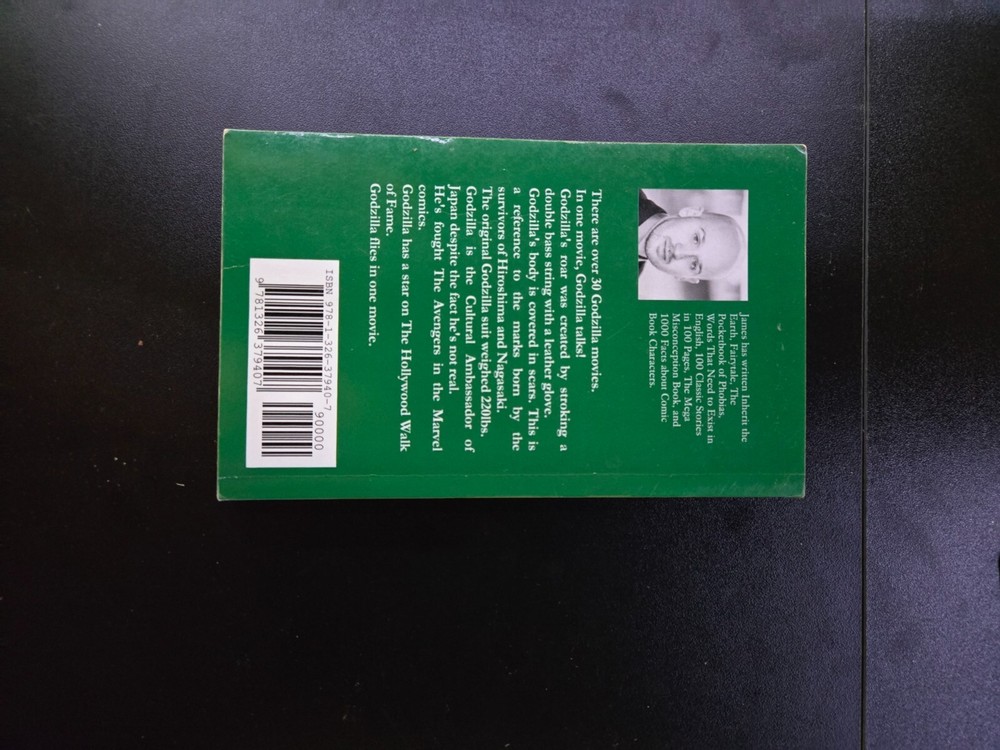 James has written Inherit the
Earth, Fairytale, The
Pocketbook of Phobias,
Words That Need to Exist in
English, 100 Classic Stories
in 100 Pages, The Mega
Misconception Book, and
1000 Facts about Comic
Book Characters.
There are over 30 Godzilla movies.
In one movie, Godzilla talks!
Godzilla's roar was created by stroking a
double bass string with a leather glove.
Godzilla's body is covered in scars. This is
a reference to the marks born by the
survivors of Hiroshima and Nagasaki.
The original Godzilla suit weighed 220lbs.
Godzilla is the Cultural Ambassador of
Japan despite the fact he's not real.
He's fought The Avengers in the Marvel
comics.
Godzilla has a star on The Hollywood Walk
of Fame.
Godzilla flies in one movie.
ISBN 978-1-326-37940-7
90000
9 781326 379407